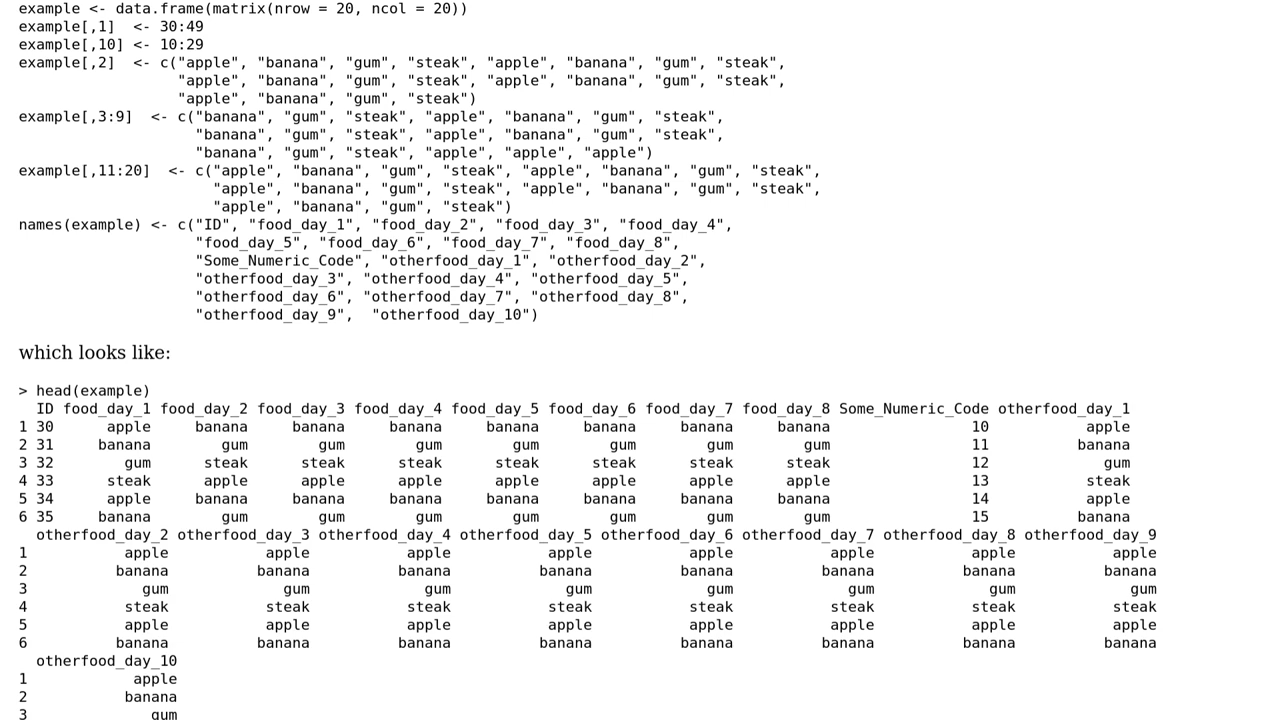 example <- data.frame(matrix(nrow = 20, ncol = 20))
example[,1]  <- 30:49
example[,10] <- 10:29
example[,2]  <- c("apple", "banana", "gum", "steak", "apple", "banana", "gum", "steak",
                  "apple", "banana", "gum", "steak", "apple", "banana", "gum", "steak",
                  "apple", "banana", "gum", "steak")
example[,3:9]  <- c("banana", "gum", "steak", "apple", "banana", "gum", "steak",
                    "banana", "gum", "steak", "apple", "banana", "gum", "steak",
                    "banana", "gum", "steak", "apple", "apple", "apple")
example[,11:20]  <- c("apple", "banana", "gum", "steak", "apple", "banana", "gum", "steak",
                      "apple", "banana", "gum", "steak", "apple", "banana", "gum", "steak",
                      "apple", "banana", "gum", "steak")
names(example) <- c("ID", "food_day_1", "food_day_2", "food_day_3", "food_day_4",
                    "food_day_5", "food_day_6", "food_day_7", "food_day_8",
                    "Some_Numeric_Code", "otherfood_day_1", "otherfood_day_2",
                    "otherfood_day_3", "otherfood_day_4", "otherfood_day_5",
                    "otherfood_day_6", "otherfood_day_7", "otherfood_day_8",
                    "otherfood_day_9",  "otherfood_day_10")
which looks like:
> head(example)
  ID food_day_1 food_day_2 food_day_3 food_day_4 food_day_5 food_day_6 food_day_7 food_day_8 Some_Numeric_Code otherfood_day_1
1 30      apple     banana     banana     banana     banana     banana     banana     banana                10           apple
2 31     banana        gum        gum        gum        gum        gum        gum        gum                11          banana
3 32        gum      steak      steak      steak      steak      steak      steak      steak                12             gum
4 33      steak      apple      apple      apple      apple      apple      apple      apple                13           steak
5 34      apple     banana     banana     banana     banana     banana     banana     banana                14           apple
6 35     banana        gum        gum        gum        gum        gum        gum        gum                15          banana
  otherfood_day_2 otherfood_day_3 otherfood_day_4 otherfood_day_5 otherfood_day_6 otherfood_day_7 otherfood_day_8 otherfood_day_9
1           apple           apple           apple           apple           apple           apple           apple           apple
2          banana          banana          banana          banana          banana          banana          banana          banana
3             gum             gum             gum             gum             gum             gum             gum             gum
4           steak           steak           steak           steak           steak           steak           steak           steak
5           apple           apple           apple           apple           apple           apple           apple           apple
6          banana          banana          banana          banana          banana          banana          banana          banana
  otherfood_day_10
1            apple
2           banana
3              gum